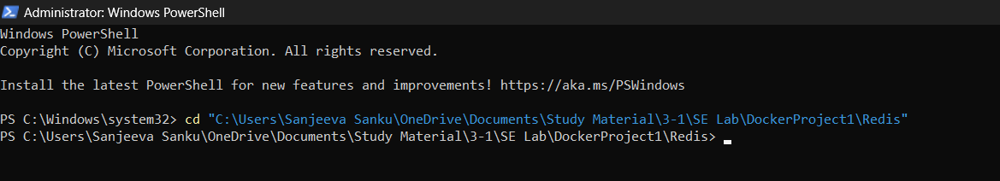 Administrator: Windows PowerShell
Windows PowerShell
Copyright (C) Microsoft Corporation. All rights reserved.
Install the latest PowerShell for new features and improvements! https://aka.ms/PSWindows
PS C:\Windows\system32> cd "C:\Users\Sanjeeva Sanku\OneDrive\Documents\Study Material\3-1\SE Lab\DockerProject1\Redis"
PS C:\Users\Sanjeeva Sanku\OneDrive\Documents\Study Material\3-1\SE Lab\DockerProject1\Redis>